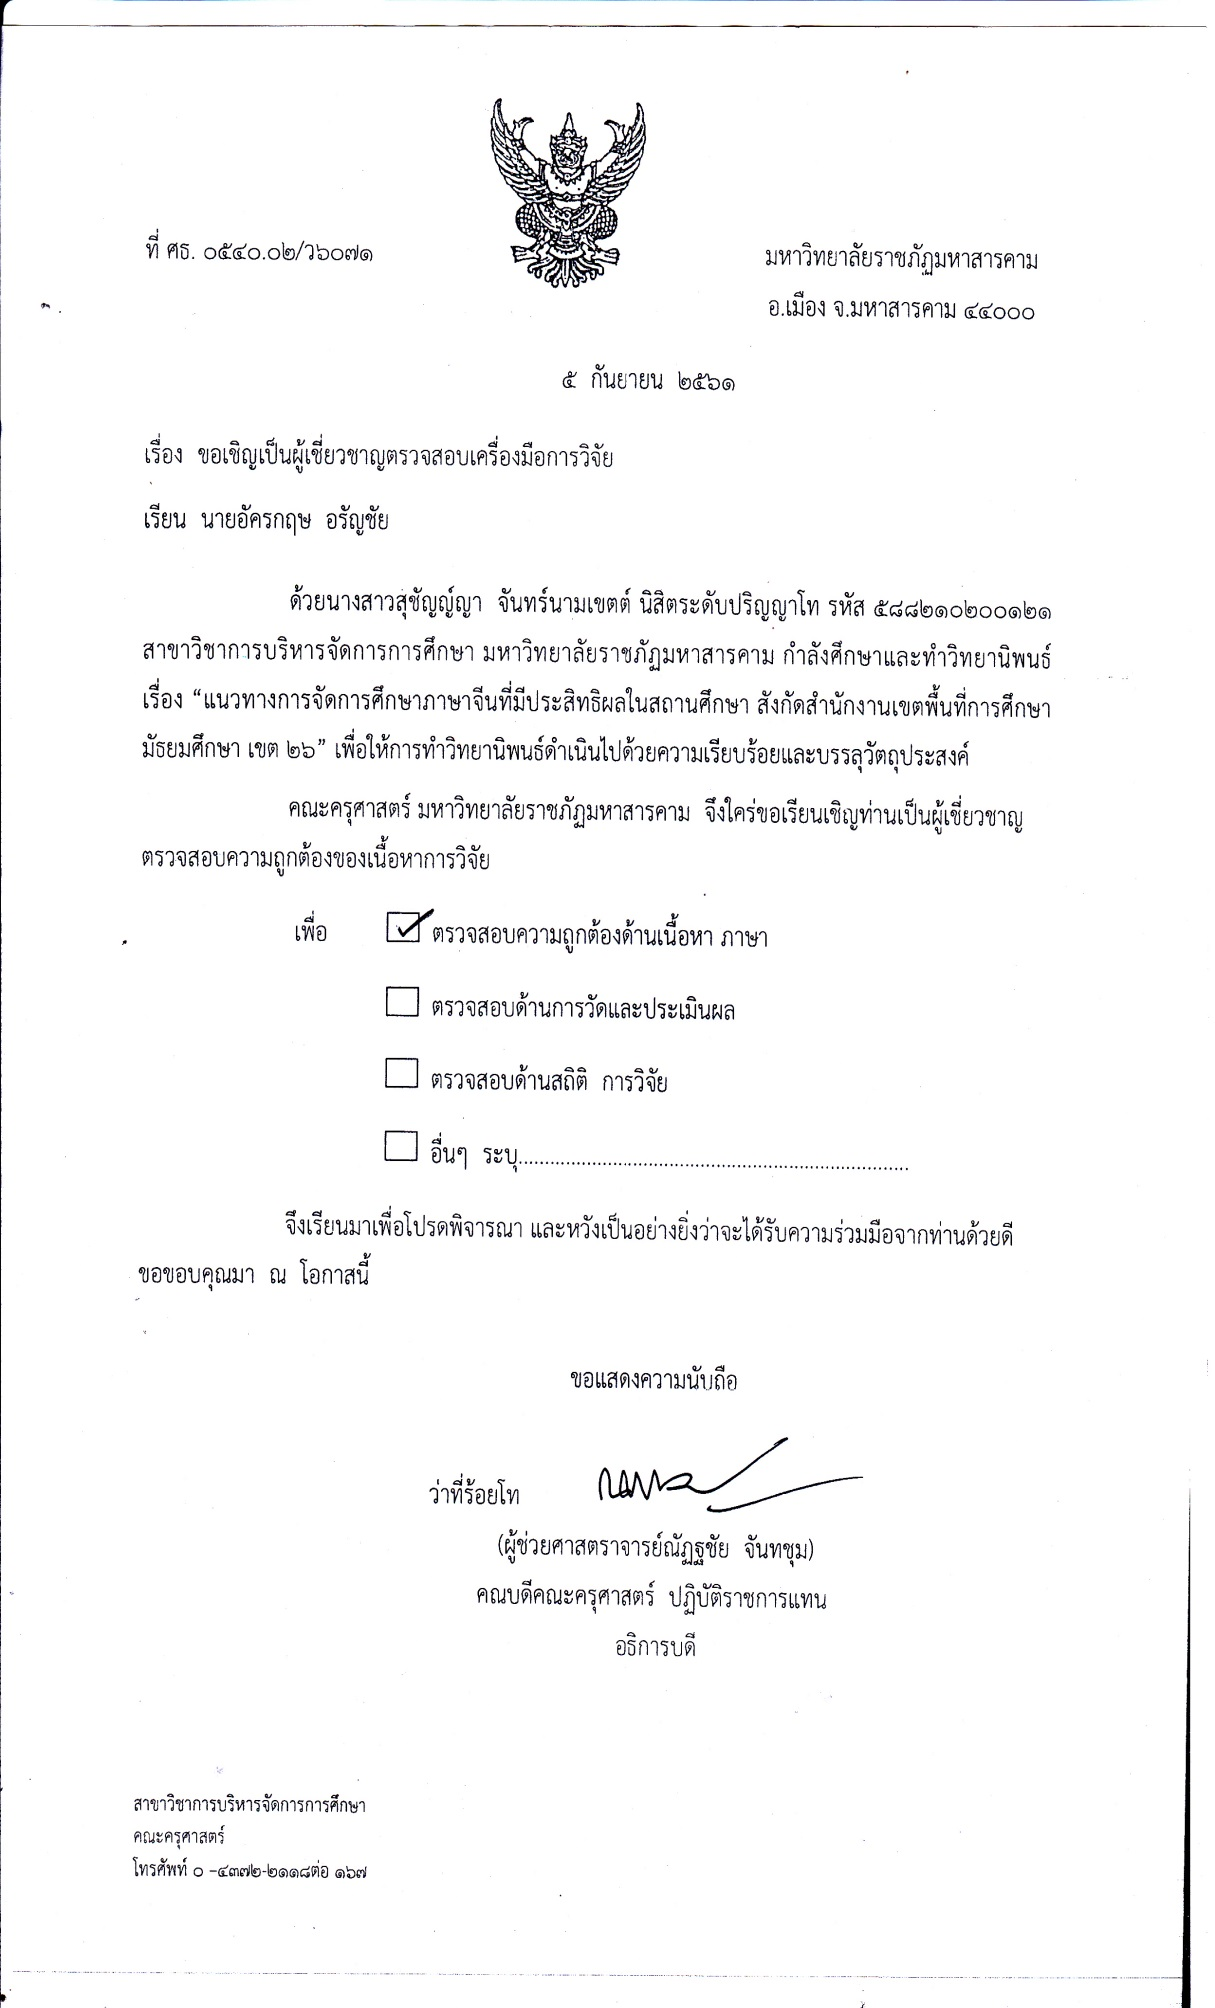 ที่ ศธ. ๐๕๔๐.๐๒/ว๖๐๗๑
มหาวิทยาลัยราชภัฏมหาสารคาม
อ.เมือง จ.มหาสารคาม ๔๔๐๐๐
๕ กันยายน ๒๕๖๑
เรื่อง ขอเชิญเป็นผู้เชี่ยวชาญตรวจสอบเครื่องมือการวิจัย
เรียน นายอัครกฤษ อรัญชัย
ด้วยนางสาวสุชัญญ์ญา จันทร์นามเขตต์ นิสิตระดับปริญญาโท รหัส ๕๘๘๒๑๐๒๐๐๑๒๑
สาขาวิชาการบริหารจัดการการศึกษา มหาวิทยาลัยราชภัฏมหาสารคาม กำลังศึกษาและทำวิทยานิพนธ์
เรื่อง “แนวทางการจัดการศึกษาภาษาจีนที่มีประสิทธิผลในสถานศึกษา สังกัดสำนักงานเขตพื้นที่การศึกษา
มัธยมศึกษา เขต ๒๖” เพื่อให้การทำวิทยานิพนธ์ดำเนินไปด้วยความเรียบร้อยและบรรลุวัตถุประสงค์
คณะครุศาสตร์ มหาวิทยาลัยราชภัฏมหาสารคาม จึงใคร่ขอเรียนเชิญท่านเป็นผู้เชี่ยวชาญ
ตรวจสอบความถูกต้องของเนื้อหาการวิจัย
เพื่อ ตรวจสอบความถูกต้องด้านเนื้อหา ภาษา
ตรวจสอบด้านการวัดและประเมินผล
ตรวจสอบด้านสถิติ การวิจัย
อื่นๆ ระบุ..........................................................................
จึงเรียนมาเพื่อโปรดพิจารณา และหวังเป็นอย่างยิ่งว่าจะได้รับความร่วมมือจากท่านด้วยดี
ขอขอบคุณมา ณ โอกาสนี้
ขอแสดงความนับถือ
ว่าที่ร้อยโท
(ผู้ช่วยศาสตราจารย์ณัฏฐชัย จันทชุม)
คณบดีคณะครุศาสตร์ ปฏิบัติราชการแทน
อธิการบดี
สาขาวิชาการบริหารจัดการการศึกษา
คณะครุศาสตร์
โทรศัพท์ ๐ -๔๓๗๒-๒๑๑๘ต่อ ๑๖๗